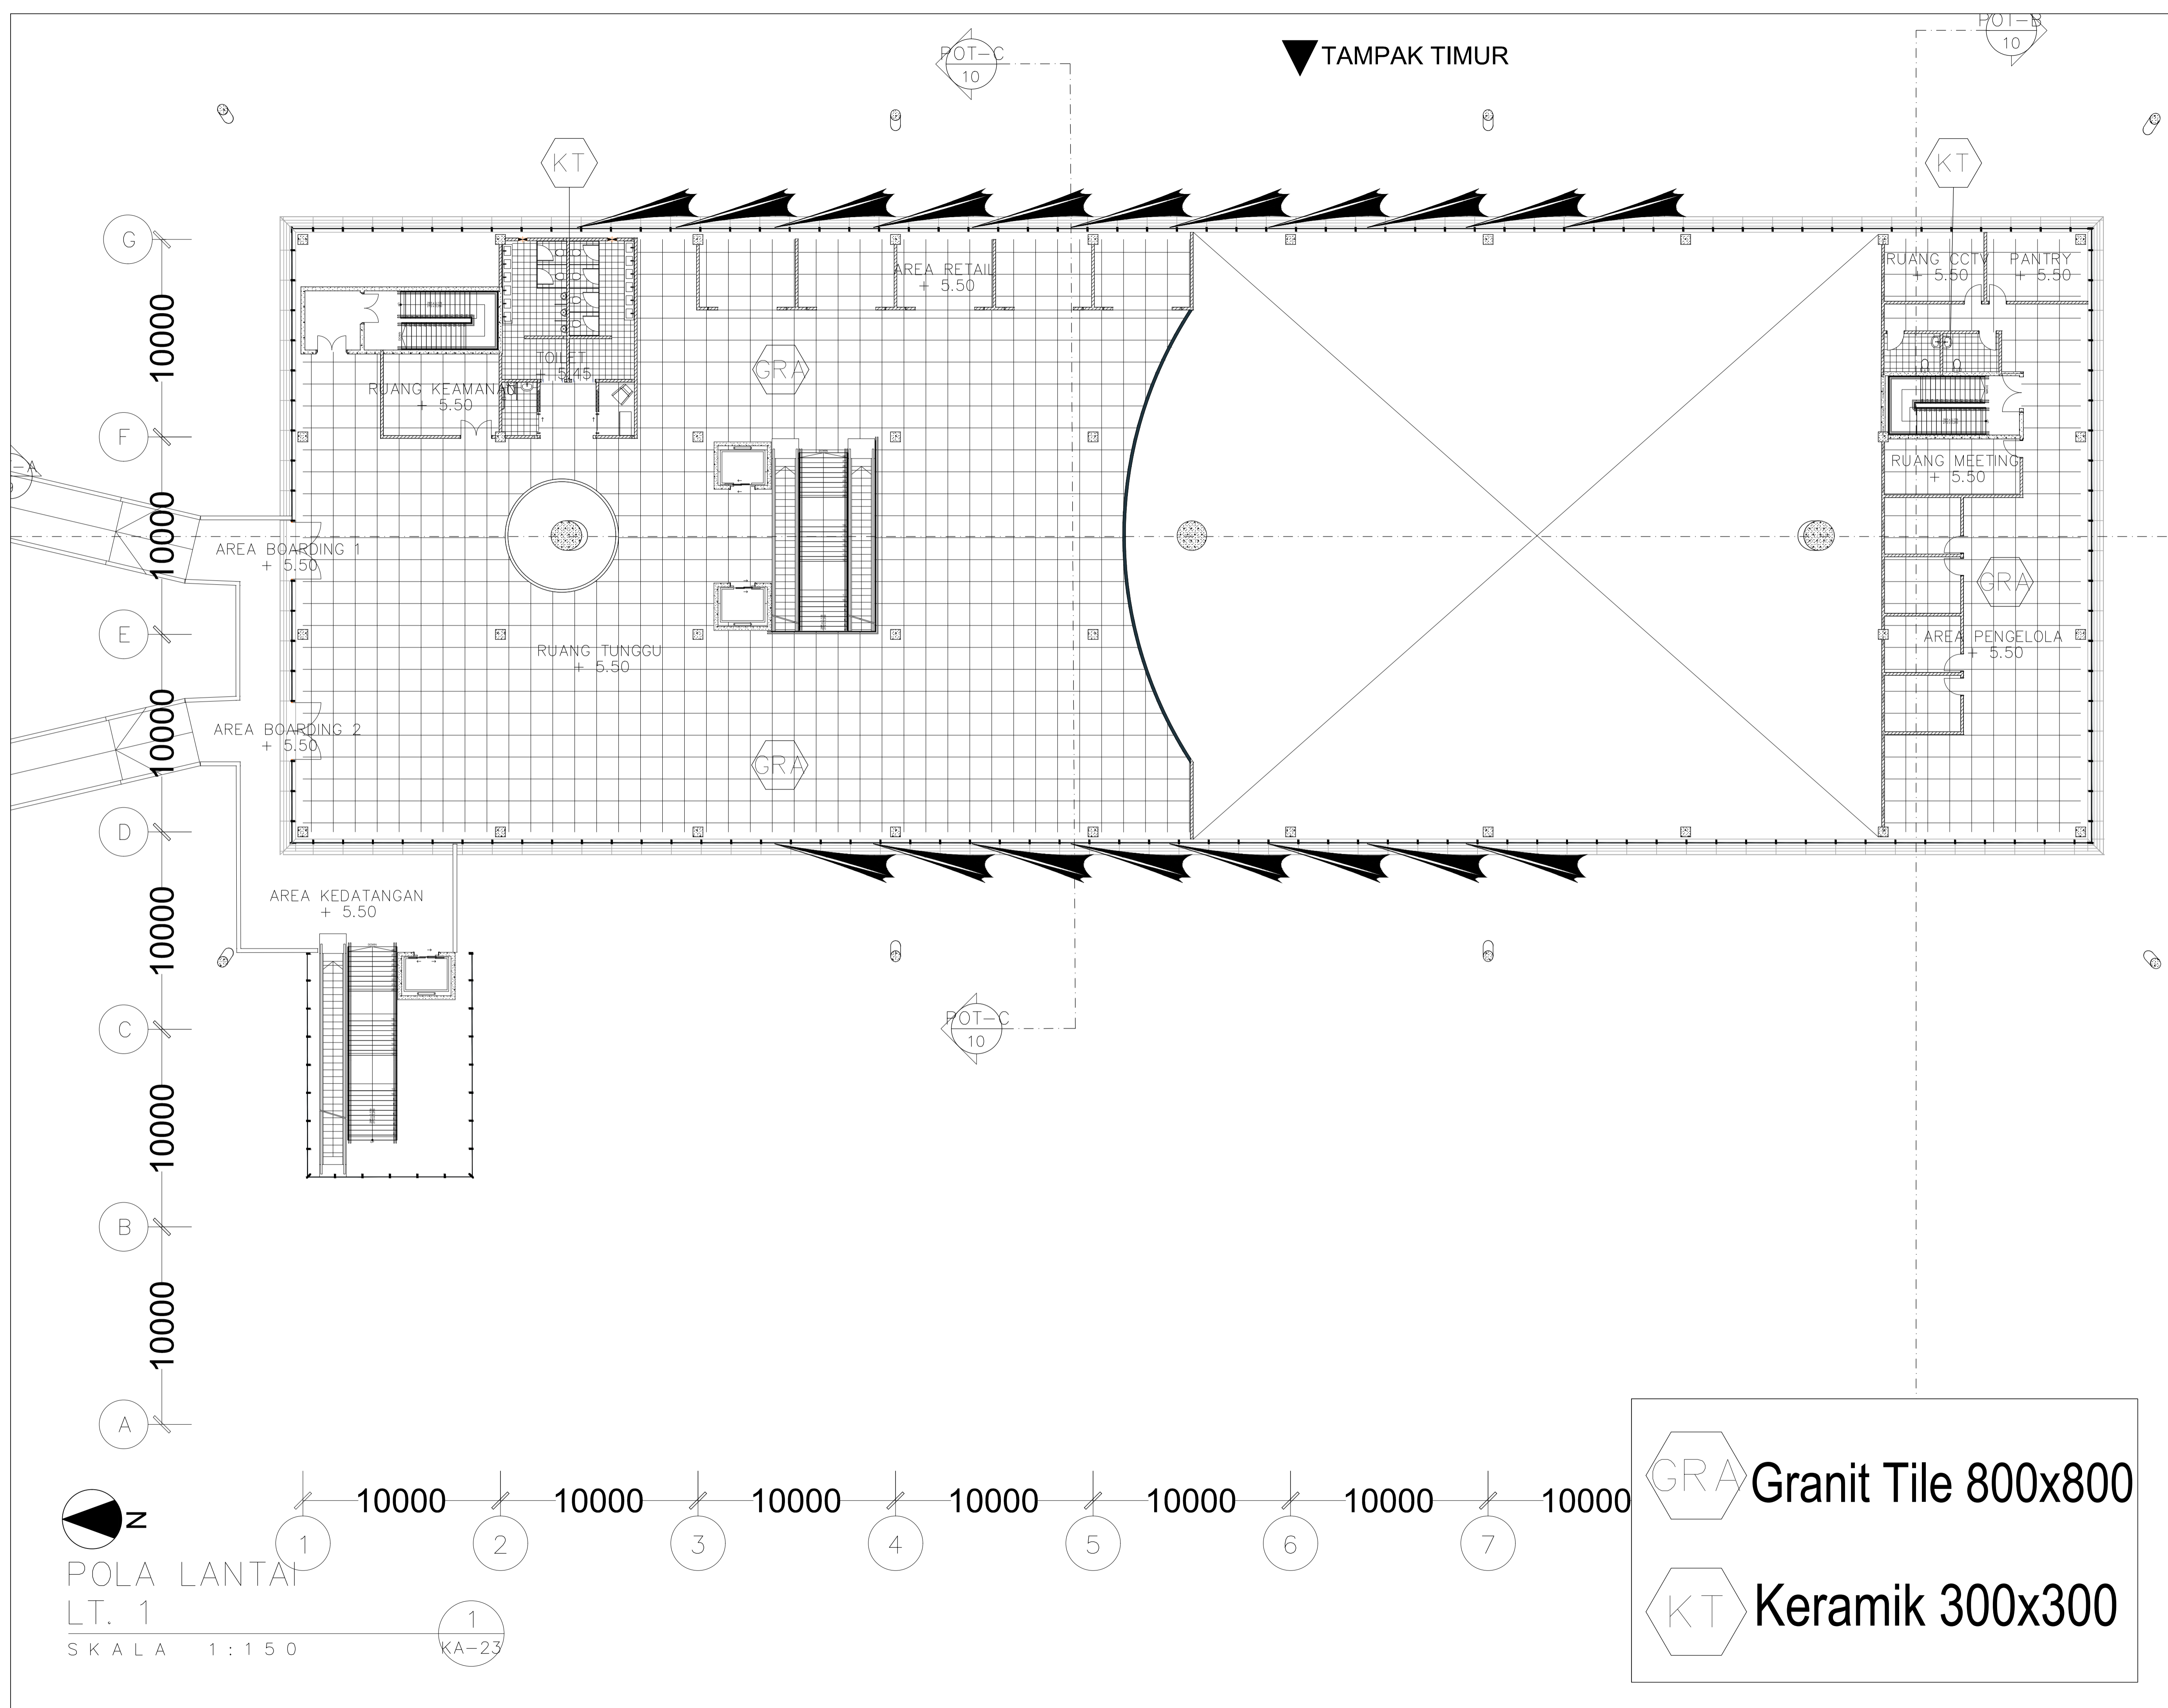 POT-C
10
TAMPAK TIMUR
POT-B
10
KT
KT
G
10000
AREA RETAIL
+ 5.50
RUANG CCTV
+ 5.50
PANTRY
+ 5.50
TOILET
+ 5.45
GRA
RUANG KEAMANAN
+ 5.50
F
-A
RUANG MEETING
+ 5.50
10000
AREA BOARDING 1
+ 5.50
GRA
E
AREA PENGELOLA
+ 5.50
RUANG TUNGGU
+ 5.50
10000
AREA BOARDING 2
+ 5.50
GRA
D
AREA KEDATANGAN
+ 5.50
10000
C
POT-C
10
10000
B
10000
A
N
10000
10000
10000
10000
10000
10000
10000
1
2
3
4
5
6
7
POLA LANTAI
LT. 1
SKALA 1:150
1
KA-23
GRA
Granit Tile 800x800
KT
Keramik 300x300